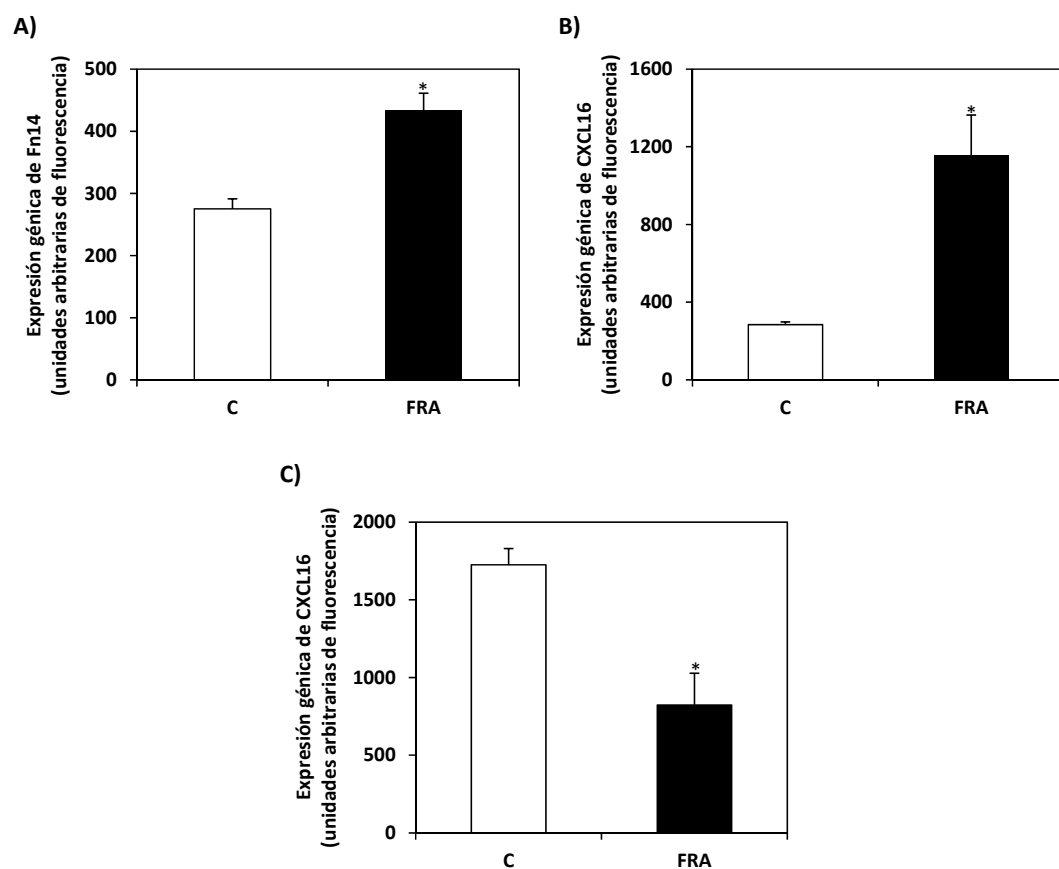 A)
Expresión génica de Fn14
(unidades arbitrarias de fluorescencia)
500
400
300
200
100
0
*
C
FRA
B)
Expresión génica de CXCL16
(unidades arbitrarias de fluorescencia)
1600
1200
800
400
0
*
C
FRA
C)
Expresión génica de CXCL16
(unidades arbitrarias de fluorescencia)
2000
1500
1000
500
0
*
C
FRA